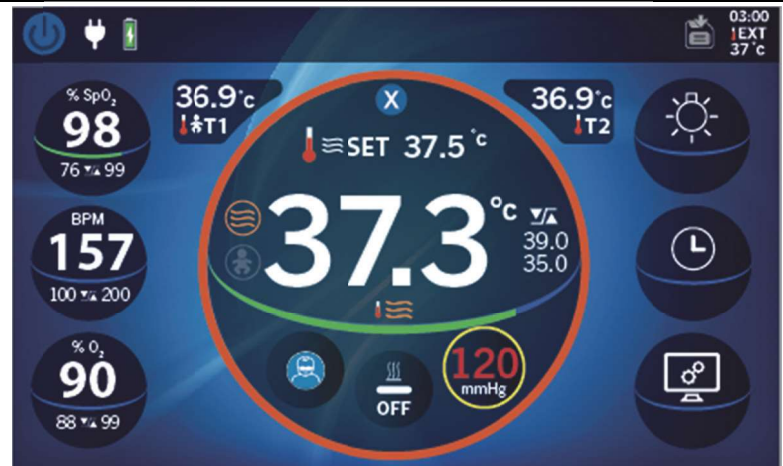 03:00
EXT
37°c
% SpO₂
98
76 99
36.9°c
T1
X
36.9°c
T2
SET 37.5°c
BPM
157
100 200
37.3°c
39.0
35.0
% O₂
90
88 99
OFF
120
mmHg